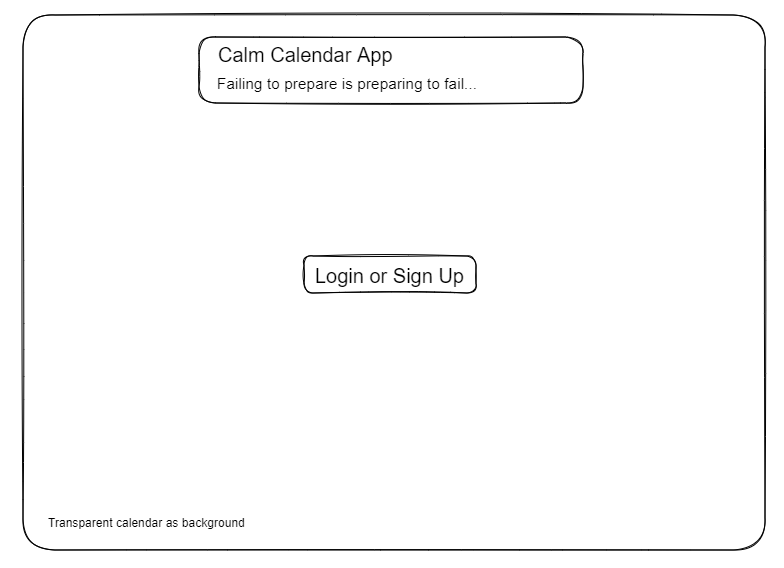 Calm Calendar App
Failing to prepare is preparing to fail...
Login or Sign Up
Transparent calendar as background